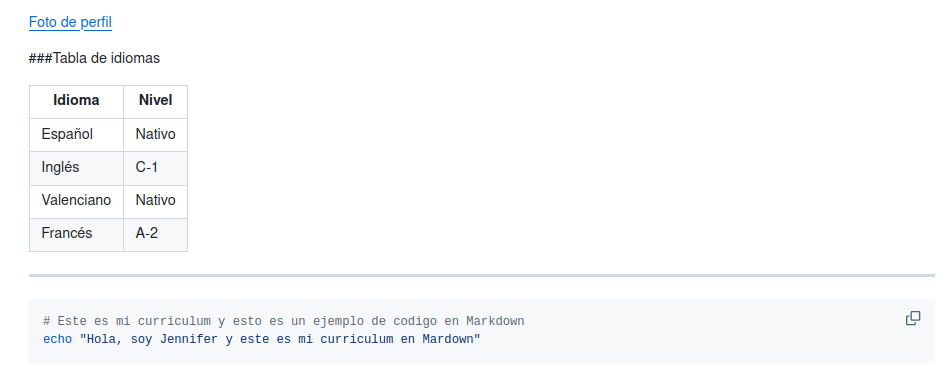 Foto de perfil
###Tabla de idiomas
Idioma Nivel
Español Nativo
Inglés C-1
Valenciano Nativo
Francés A-2
# Este es mi curriculum y esto es un ejemplo de codigo en Markdown
echo "Hola, soy Jennifer y este es mi curriculum en Mardown"